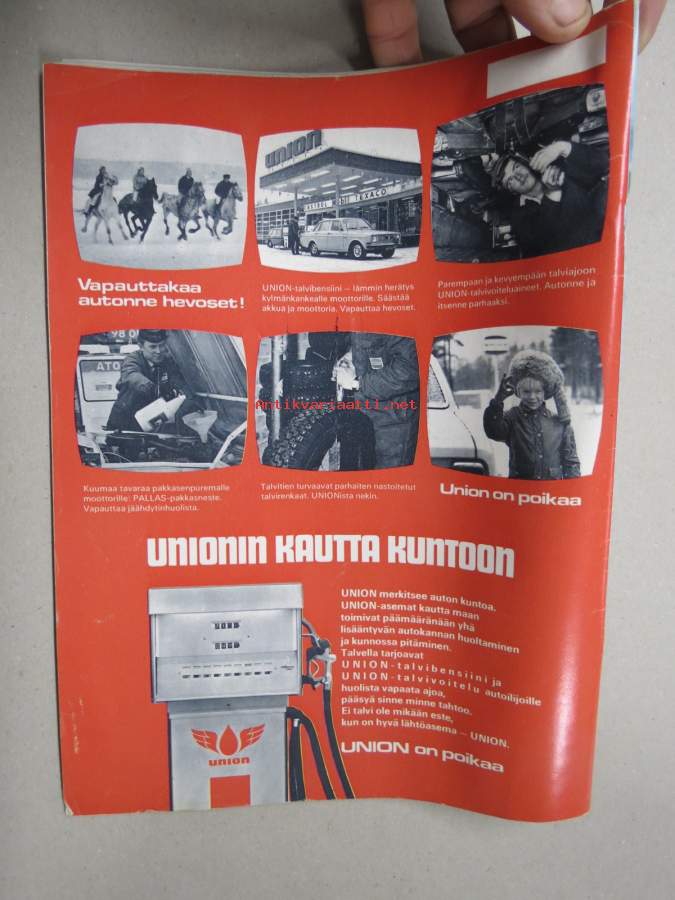 union
CASTROL
TEXACO
Vapauttakaa
autonne hevoset!
UNION-talvibensiini – lämmin herätys
kylmänkankealle moottorille. Säästää
akkua ja moottoria. Vapauttaa hevoset.
Parempaan ja kevyempään talviajoon
UNION-talvivoiteluaineet. Autonne ja
itsenne parhaaksi.
98
Antikvariaatti.net
Kuumaa tavaraa pakkasenpuremalle
moottorille: PALLAS-pakkasneste.
Vapauttaa jäähdytinhuolista.
Talvitien turvaavat parhaiten nastoitetut
talvirenkaat. UNIONista nekin.
Union on poikaa
UNIONIN KAUTTA KUNTOON
UNION merkitsee auton kuntoa.
UNION-asemat kautta maan
toimivat päämääränään yhä
lisääntyvän autokannan huoltaminen
ja kunnossa pitäminen.
Talvella tarjoavat
UNION-talvibensiini ja
UNION-talvivoitelu autoilijoille
huolista vapaata ajoa,
pääsyä sinne minne tahtoo.
Ei talvi ole mikään este,
kun on hyvä lähtöasema – UNION.
UNION on poikaa
union